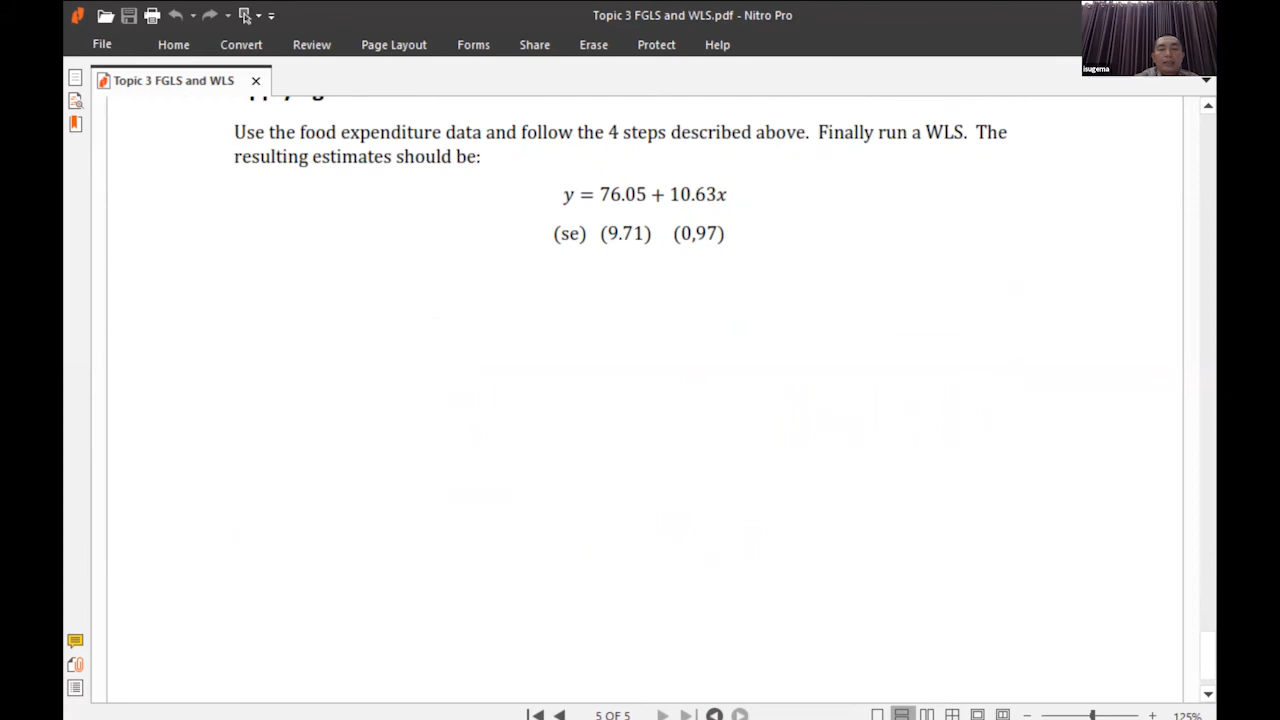 Topic 3 FGLS and WLS.pdf - Nitro Pro
File Home Convert Review Page Layout Forms Share Erase Protect Help
isugema
Topic 3 FGLS and WLS
Use the food expenditure data and follow the 4 steps described above. Finally run a WLS. The
resulting estimates should be:
y = 76.05 + 10.63x
(se) (9.71) (0,97)
5 OF 5
125%